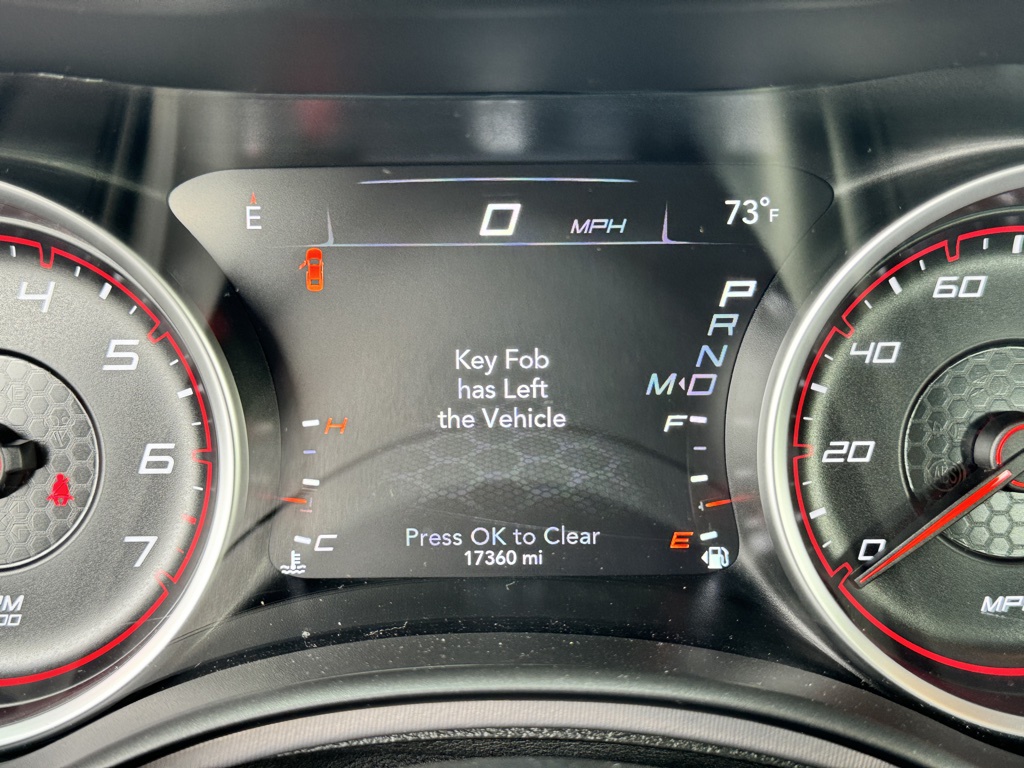 E
0 MPH
73°F
4
5
6
7
P
R
N
M D
Key Fob
has Left
the Vehicle
H
C
F
E
Press OK to Clear
17360 mi
60
40
20
0